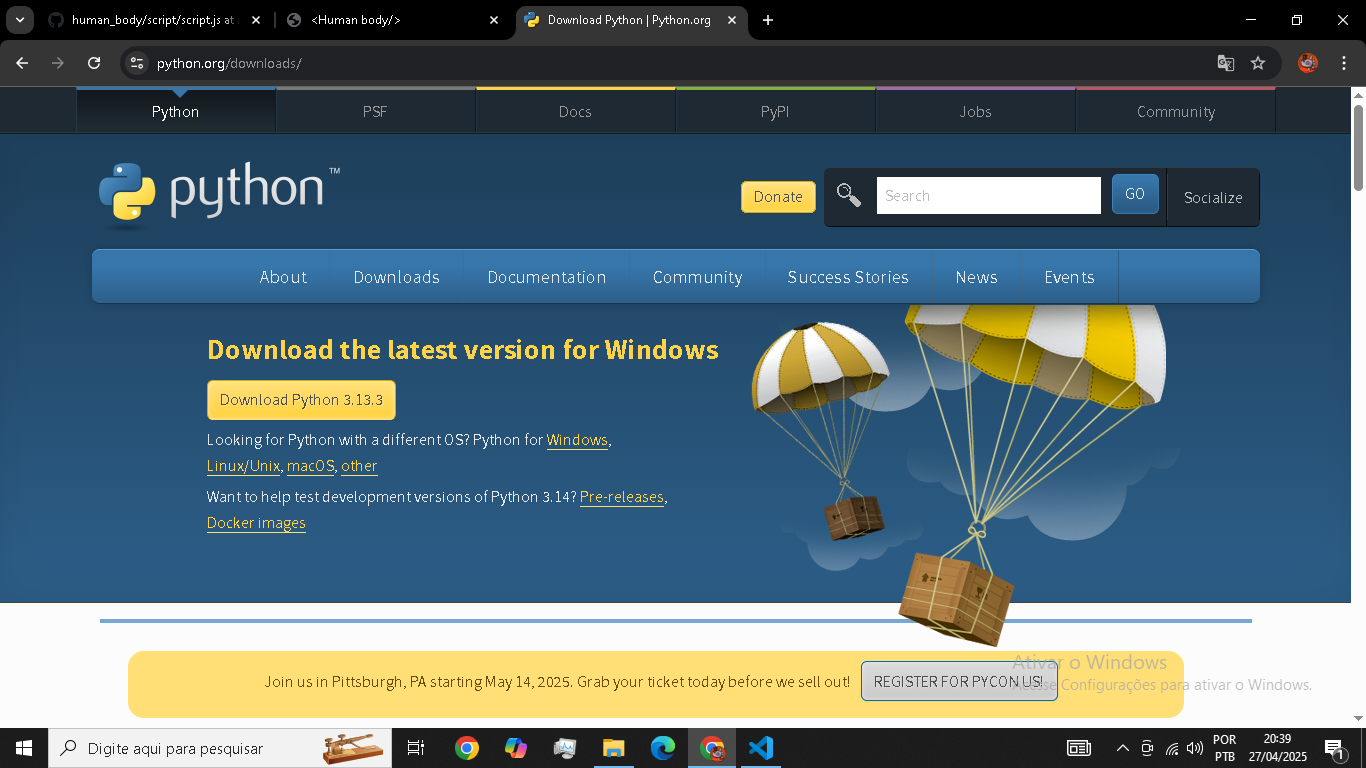 human_body/script/script.js at
<Human body/>
Download Python | Python.org
python.org/downloads/
Python
PSF
Docs
PyPI
Jobs
Community
python™
Donate
Search
GO
Socialize
About
Downloads
Documentation
Community
Success Stories
News
Events
Download the latest version for Windows
Download Python 3.13.3
Looking for Python with a different OS? Python for Windows,
Linux/Unix, macOS, other
Want to help test development versions of Python 3.14? Pre-releases,
Docker images
Join us in Pittsburgh, PA starting May 14, 2025. Grab your ticket today before we sell out!
REGISTER FOR PYCON US!
Ativar o Windows
Acesse Configurações para ativar o Windows.
Digite aqui para pesquisar
POR
PTB
20:39
27/04/2025
1